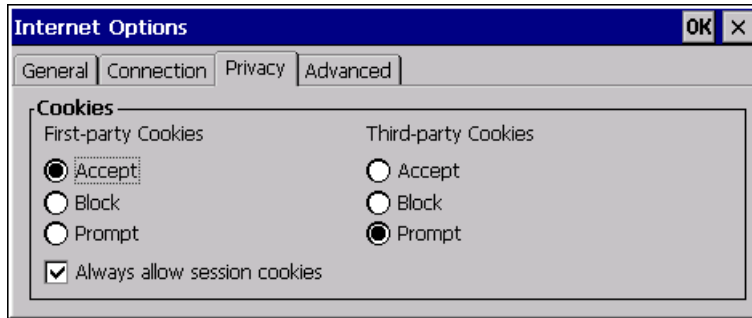 Internet Options OK ×
General Connection Privacy Advanced
Cookies
First-party Cookies Third-party Cookies
Accept Accept
Block Block
Prompt Prompt
Always allow session cookies